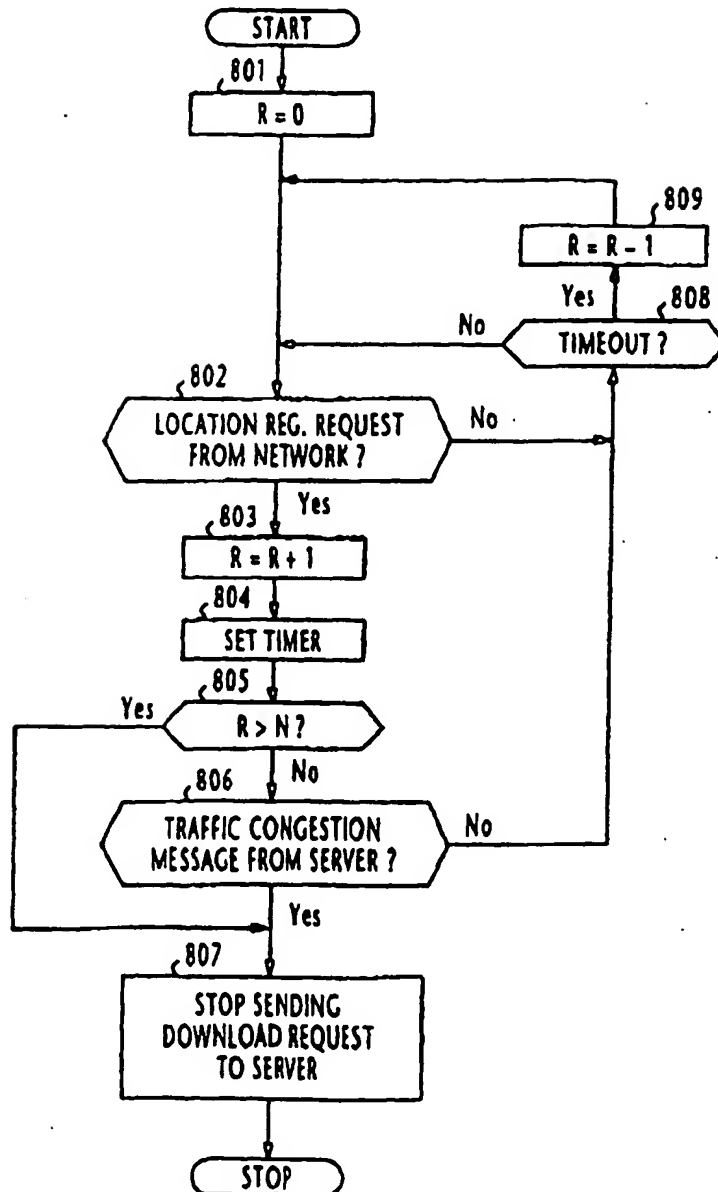 START
801
R = 0
809
R = R – 1
Yes
808
No
TIMEOUT ?
802
LOCATION REG. REQUEST
FROM NETWORK ?
No
Yes
803
R = R + 1
804
SET TIMER
805
Yes
R > N ?
No
806
TRAFFIC CONGESTION
MESSAGE FROM SERVER ?
No
Yes
807
STOP SENDING
DOWNLOAD REQUEST
TO SERVER
STOP